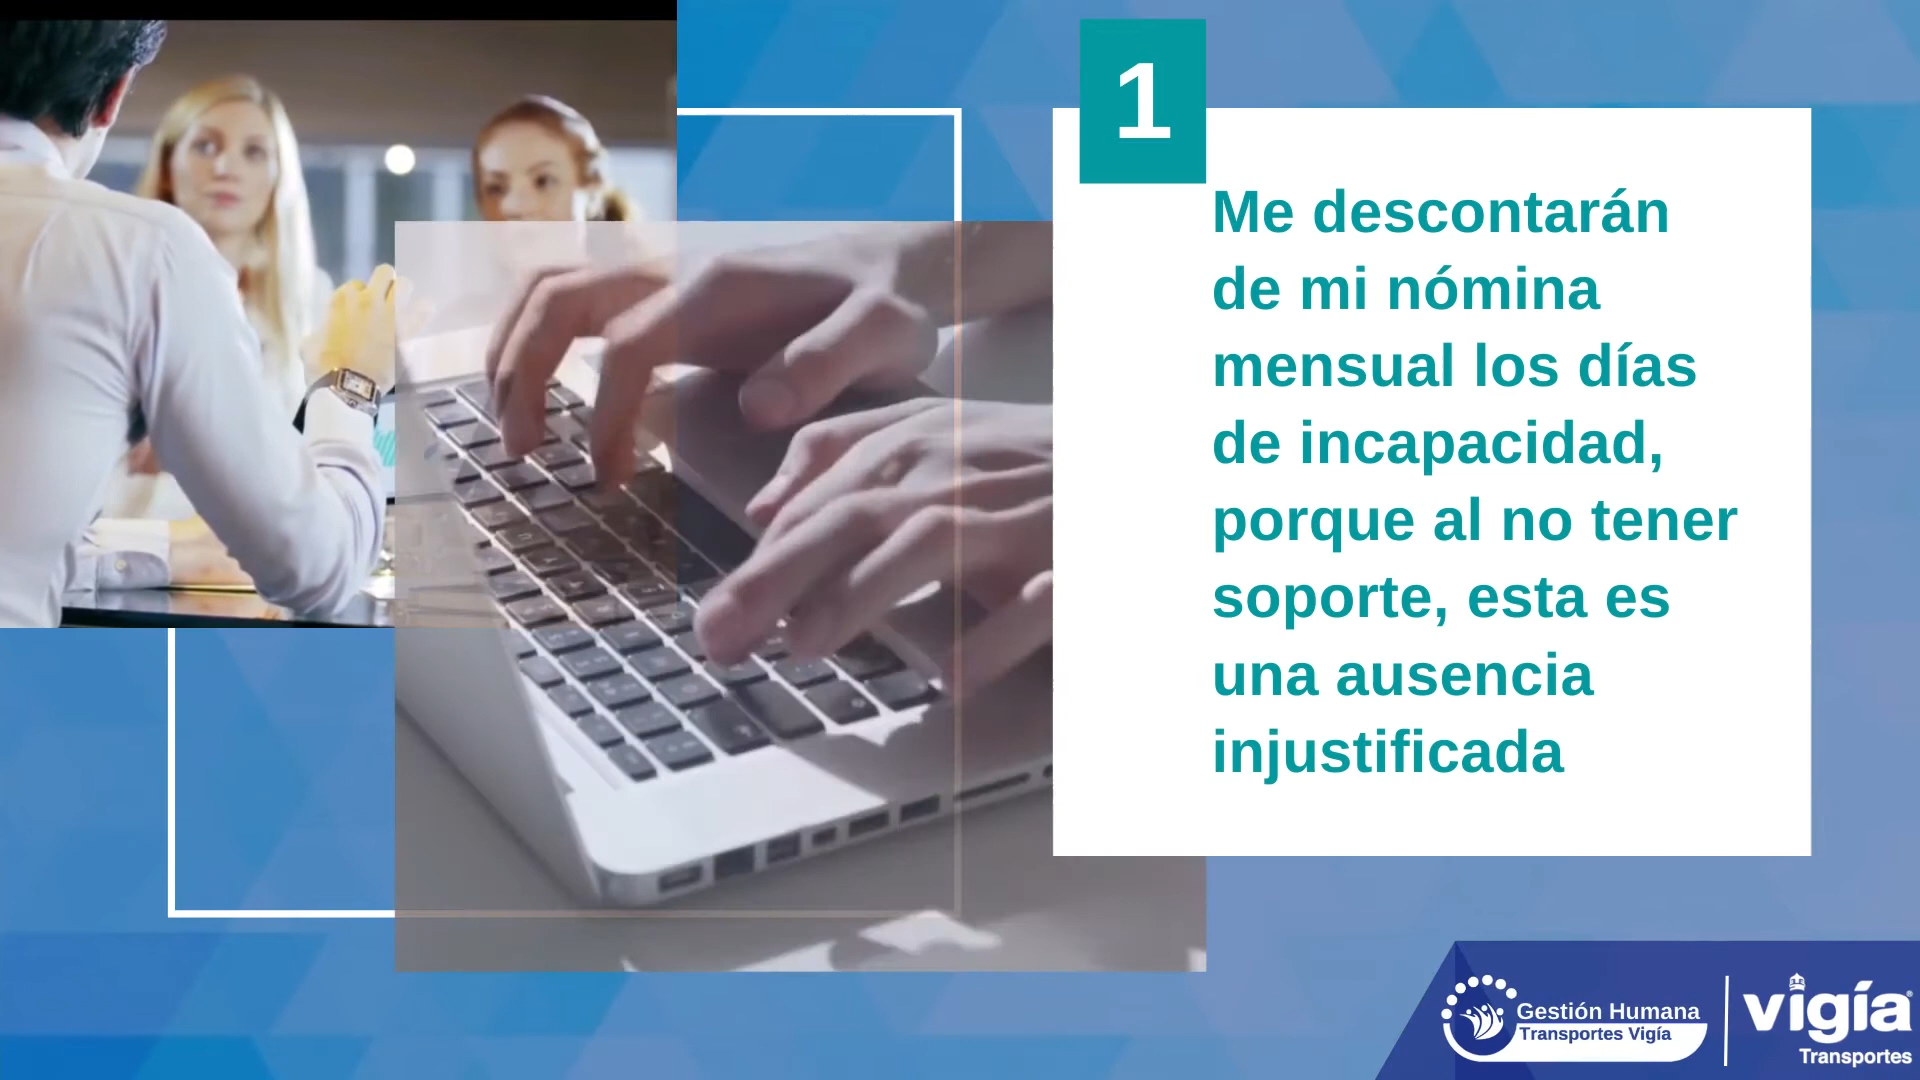 1
Me descontarán
de mi nómina
mensual los días
de incapacidad,
porque al no tener
soporte, esta es
una ausencia
injustificada
Gestión Humana
Transportes Vigía
vigía
Transportes